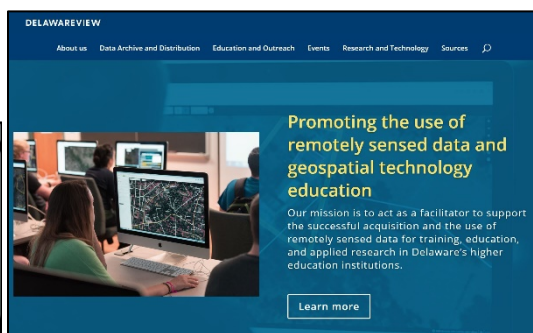 DELAWAREVIEW
About us Data Archive and Distribution Education and Outreach Events Research and Technology Sources
Promoting the use of
remotely sensed data and
geospatial technology
education
Our mission is to act as a facilitator to support
the successful acquisition and the use of
remotely sensed data for training, education,
and applied research in Delaware's higher
education institutions.
Learn more